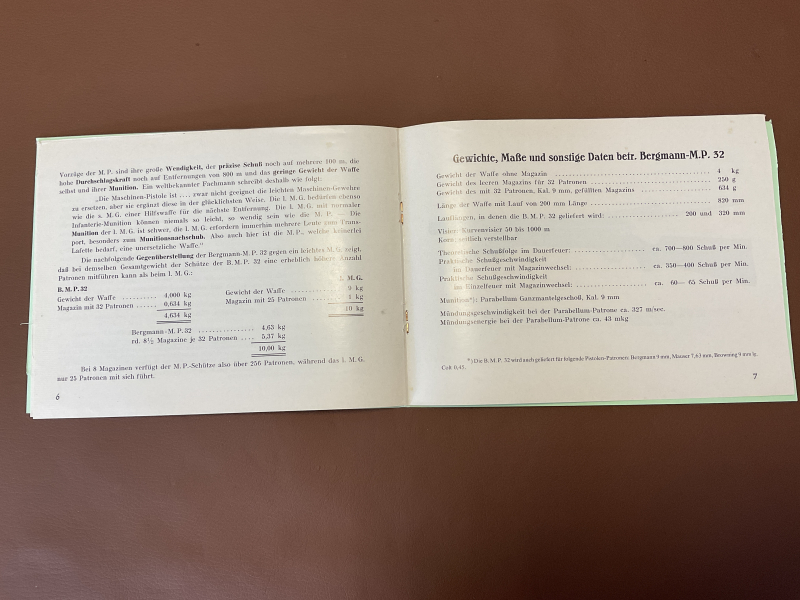 Vorzüge der M.P. sind ihre große Wendigkeit, der präzise Schuß noch auf mehrere 100 m, die
hohe Durchschlagskraft noch auf Entfernungen von 800 m und das geringe Gewicht der Waffe
selbst und ihrer Munition. Ein weltbekannter Fachmann schreibt deshalb wie folgt:
„Die Maschinen-Pistole ist .... zwar nicht geeignet die leichten Maschinen-Gewehre
zu ersetzen, aber sie ergänzt diese in der glücklichsten Weise. Die l. M.G. bedürfen ebenso
wie die s. M.G. einer Hilfswaffe für die nächste Entfernung. Die l. M.G. mit normaler
Infanterie-Munition können niemals so leicht, so wendig sein wie die M.P. — Die
Munition der l. M.G. ist schwer, die l. M.G. erfordern immerhin mehrere Leute zum Trans-
port, besonders zum Munitionsnachschub. Also auch hier ist die M.P., welche keinerlei
Lafette bedarf, eine unersetzliche Waffe."
Die nachfolgende Gegenüberstellung der Bergmann-M.P. 32 gegen ein leichtes M.G. zeigt,
daß bei demselben Gesamtgewicht der Schütze der B.M.P. 32 eine erheblich höhere Anzahl
Patronen mitführen kann als beim l. M.G.:
B.M.P. 32 l. M.G.
Gewicht der Waffe ........ 4,000 kg Gewicht der Waffe ............ 9 kg
Magazin mit 32 Patronen .... 0,634 kg Magazin mit 25 Patronen ...... 1 kg
4,634 kg 10 kg
Bergmann-M.P. 32 ............ 4,63 kg
rd. 8½ Magazine je 32 Patronen .... 5,37 kg
10,00 kg
Bei 8 Magazinen verfügt der M.P.-Schütze also über 256 Patronen, während das l. M.G.
nur 25 Patronen mit sich führt.
6
Gewichte, Maße und sonstige Daten betr. Bergmann-M.P. 32
Gewicht der Waffe ohne Magazin .......... 4 kg
Gewicht des leeren Magazins für 32 Patronen .......... 250 g
Gewicht des mit 32 Patronen, Kal. 9 mm, gefüllten Magazins .......... 634 g
Länge der Waffe mit Lauf von 200 mm Länge .......... 820 mm
Lauflängen, in denen die B.M.P. 32 geliefert wird: .......... 200 und 320 mm
Visier: Kurvenvisier 50 bis 1000 m
Korn: seitlich verstellbar
Theoretische Schußfolge im Dauerfeuer: .......... ca. 700—800 Schuß per Min.
Praktische Schußgeschwindigkeit
im Dauerfeuer mit Magazinwechsel: .......... ca. 350—400 Schuß per Min.
Praktische Schußgeschwindigkeit
im Einzelfeuer mit Magazinwechsel: .......... ca. 60— 65 Schuß per Min.
Munition*): Parabellum Ganzmantelgeschoß, Kal. 9 mm
Mündungsgeschwindigkeit bei der Parabellum-Patrone ca. 327 m/sec.
Mündungsenergie bei der Parabellum-Patrone ca. 43 mkg
*) Die B.M.P. 32 wird auch geliefert für folgende Pistolen-Patronen: Bergmann 9 mm, Mauser 7,63 mm, Browning 9 mm lg.
Colt 0,45.
7